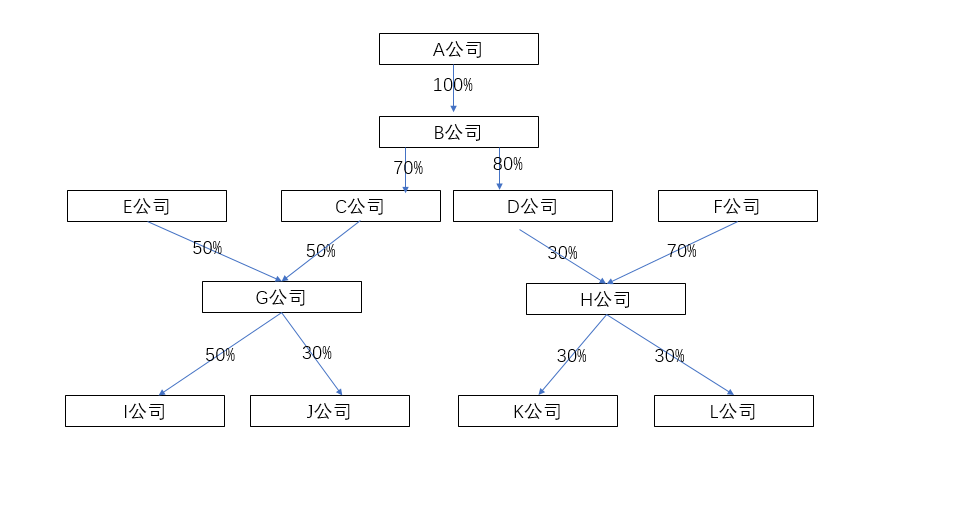 A公司
100%
B公司
70%
80%
E公司
C公司
D公司
F公司
50%
50%
30%
70%
G公司
H公司
50%
30%
30%
30%
I公司
J公司
K公司
L公司